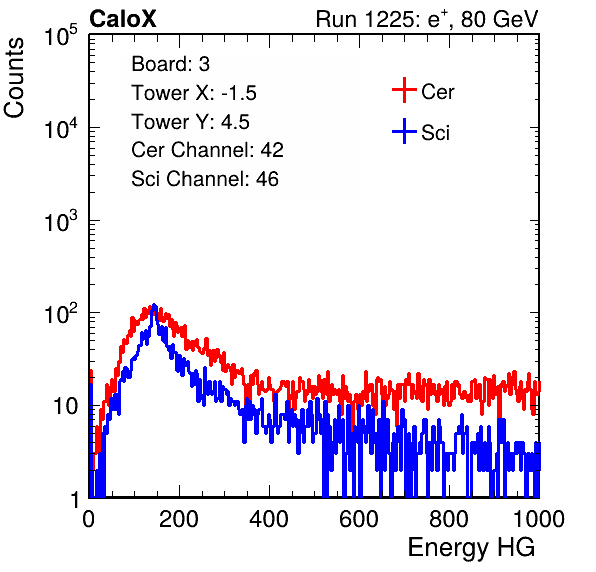 CaloX Run 1225: e⁺, 80 GeV
Counts
Board: 3
Tower X: -1.5
Tower Y: 4.5
Cer Channel: 42
Sci Channel: 46
Cer
Sci
10⁵
10⁴
10³
10²
10
1
0 200 400 600 800 1000
Energy HG